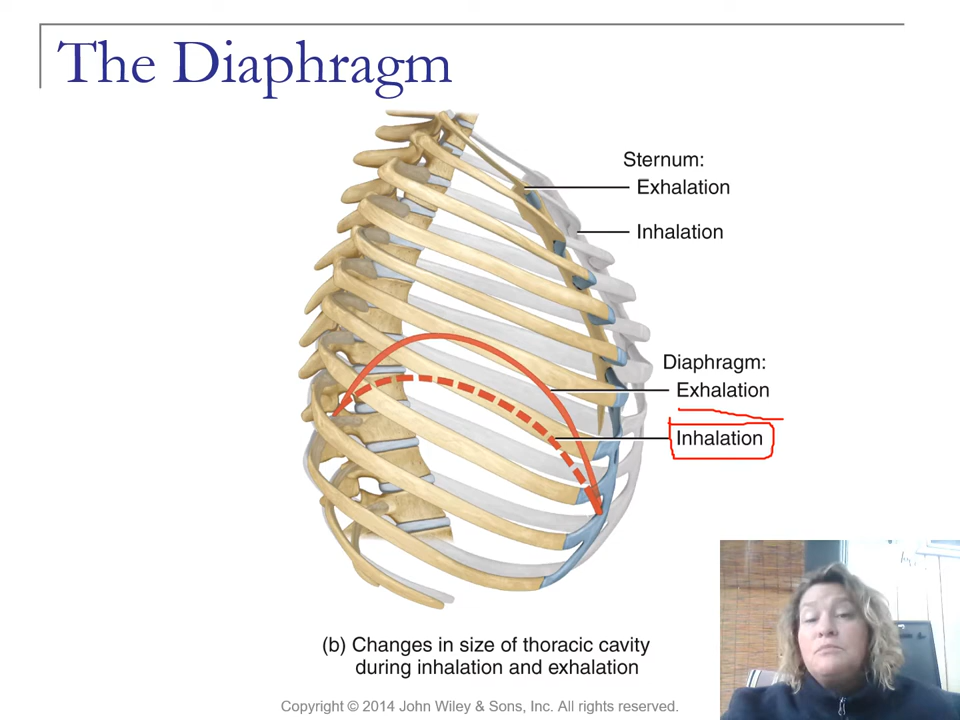 The Diaphragm
Sternum:
Exhalation
Inhalation
Diaphragm:
Exhalation
Inhalation
(b) Changes in size of thoracic cavity
during inhalation and exhalation
Copyright © 2014 John Wiley & Sons, Inc. All rights reserved.